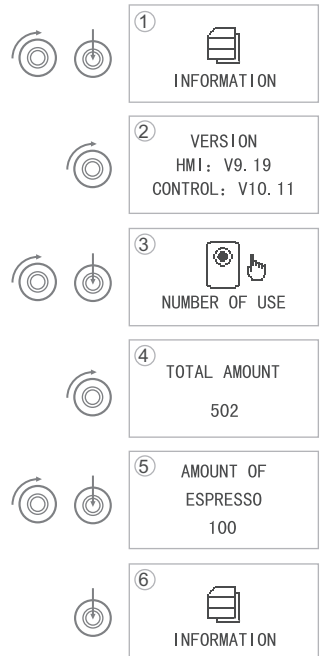 ①
INFORMATION
②
VERSION
HMI: V9.19
CONTROL: V10.11
③
NUMBER OF USE
④
TOTAL AMOUNT
502
⑤
AMOUNT OF
ESPRESSO
100
⑥
INFORMATION